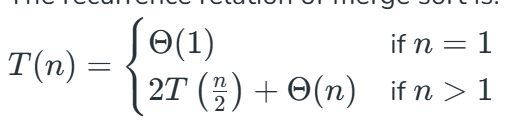 The recurrence relation of merge sort is:
T(n) = { Θ(1) if n = 1
2T (n/2) + Θ(n) if n > 1